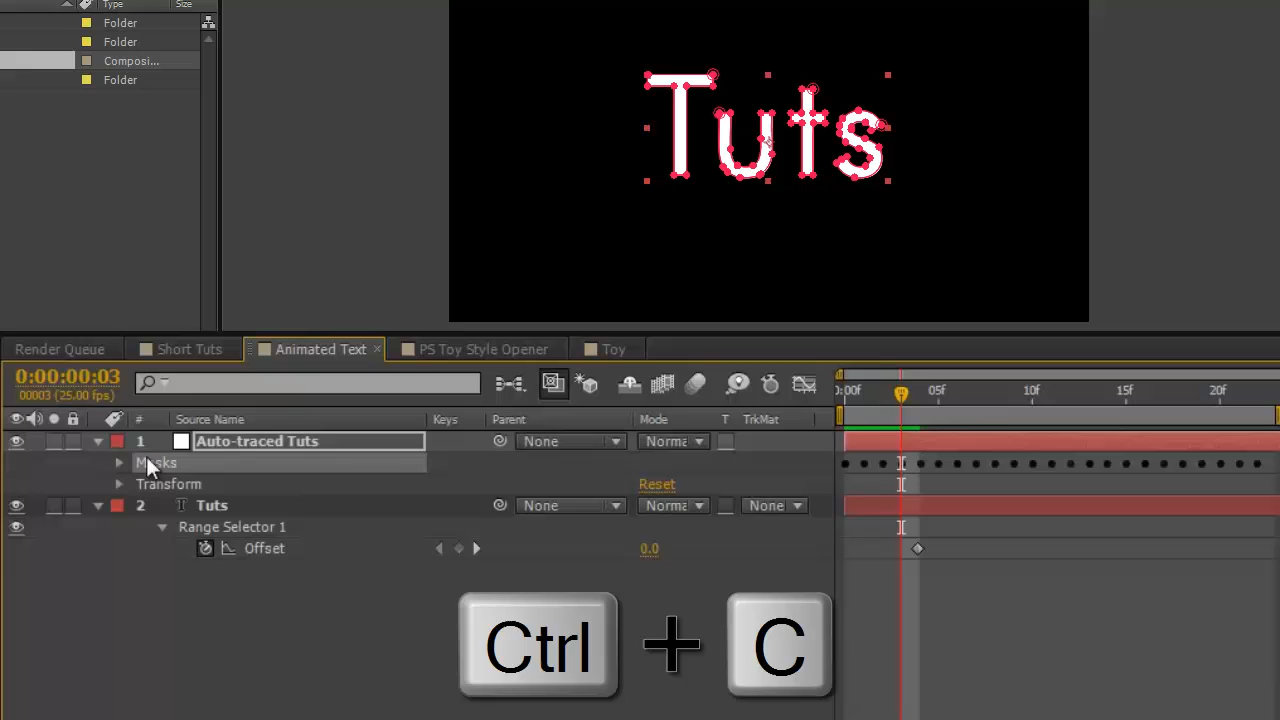 Type Size
Folder
Folder
Composi...
Folder
Tuts
Render Queue Short Tuts Animated Text × PS Toy Style Opener Toy
0:00:00:03
00003 (25.00 fps)
0:00f 05f 10f 15f 20f
# Source Name Keys Parent Mode T TrkMat
1 Auto-traced Tuts None Norma
Masks
Transform Reset
2 T Tuts None Norma None
Range Selector 1
Offset 0.0
Ctrl + C